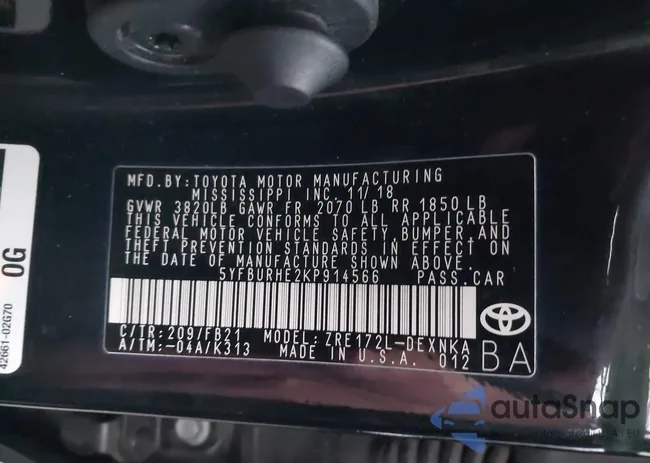 MFD.BY: TOYOTA MOTOR MANUFACTURING
MISSISSIPPI INC. 11/18
GVWR 3820LB GAWR FR 2070 LB RR 1850 LB
THIS VEHICLE CONFORMS TO ALL APPLICABLE
FEDERAL MOTOR VEHICLE SAFETY, BUMPER, AND
THEFT PREVENTION STANDARDS IN EFFECT ON
THE DATE OF MANUFACTURE SHOWN ABOVE.
5YFBURHE2KP914566 PASS.CAR
C/TR: 209/FB21 MODEL: ZRE172L-DEXNKA
A/TM: -04A/K313 MADE IN U.S.A. 012
BA
0G
42661-02G70
autoSnap